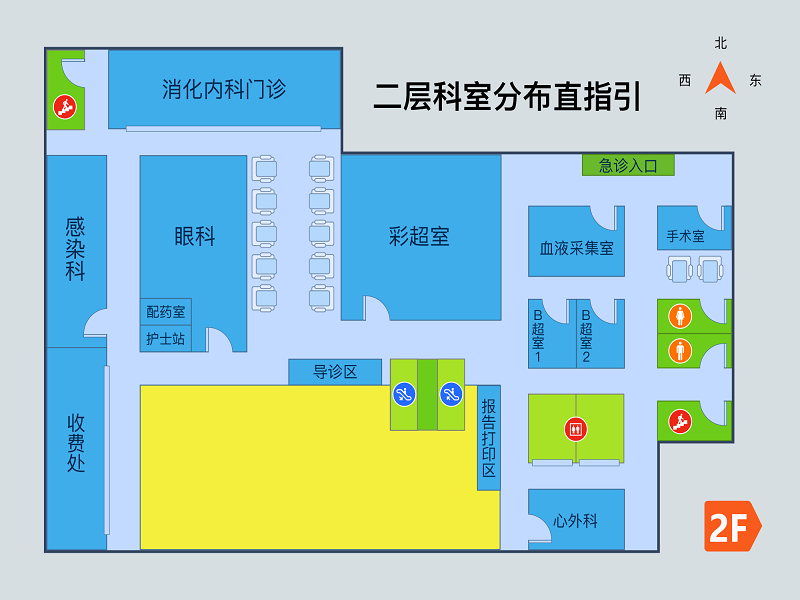 北
西
东
南
二层科室分布直指引
消化内科门诊
急诊入口
感染科
眼科
彩超室
血液采集室
手术室
配药室
护士站
B超室1
B超室2
导诊区
报告打印区
收费处
心外科
2F